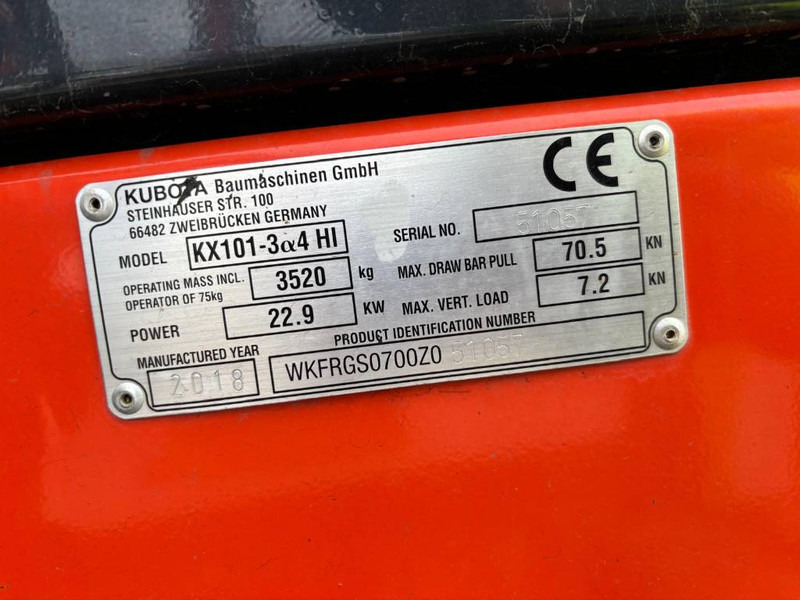 KUBOTA Baumaschinen GmbH
STEINHAUSER STR. 100
66482 ZWEIBRÜCKEN GERMANY
CE
MODEL KX101-3α4 HI
SERIAL NO. 51057
OPERATING MASS INCL. OPERATOR OF 75kg 3520 kg
MAX. DRAW BAR PULL 70.5 KN
POWER 22.9 KW
MAX. VERT. LOAD 7.2 KN
MANUFACTURED YEAR
2018
PRODUCT IDENTIFICATION NUMBER
WKFRGS0700Z0 51057